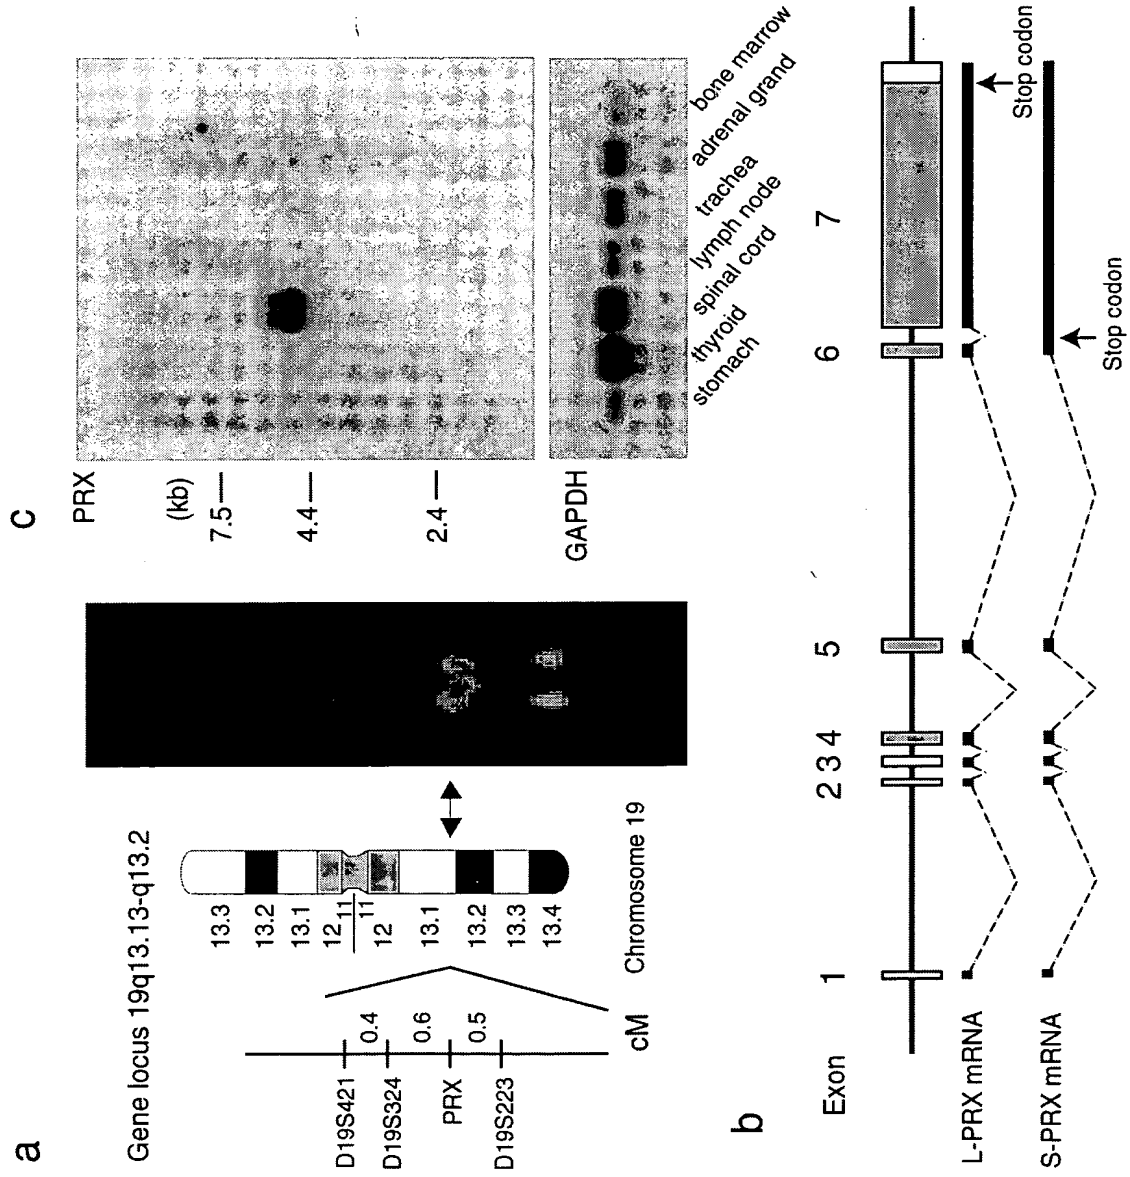 a
Gene locus 19q13.13-q13.2
D19S421
D19S324
PRX
D19S223
0.4
0.6
0.5
cM
13.3
13.2
13.1
12
11
11
12
13.1
13.2
13.3
13.4
Chromosome 19
c
PRX
(kb)
7.5
4.4
2.4
GAPDH
stomach
thyroid
spinal cord
lymph node
trachea
adrenal grand
bone marrow
b
Exon 1 2 3 4 5 6 7
L-PRX mRNA
Stop codon
S-PRX mRNA
Stop codon